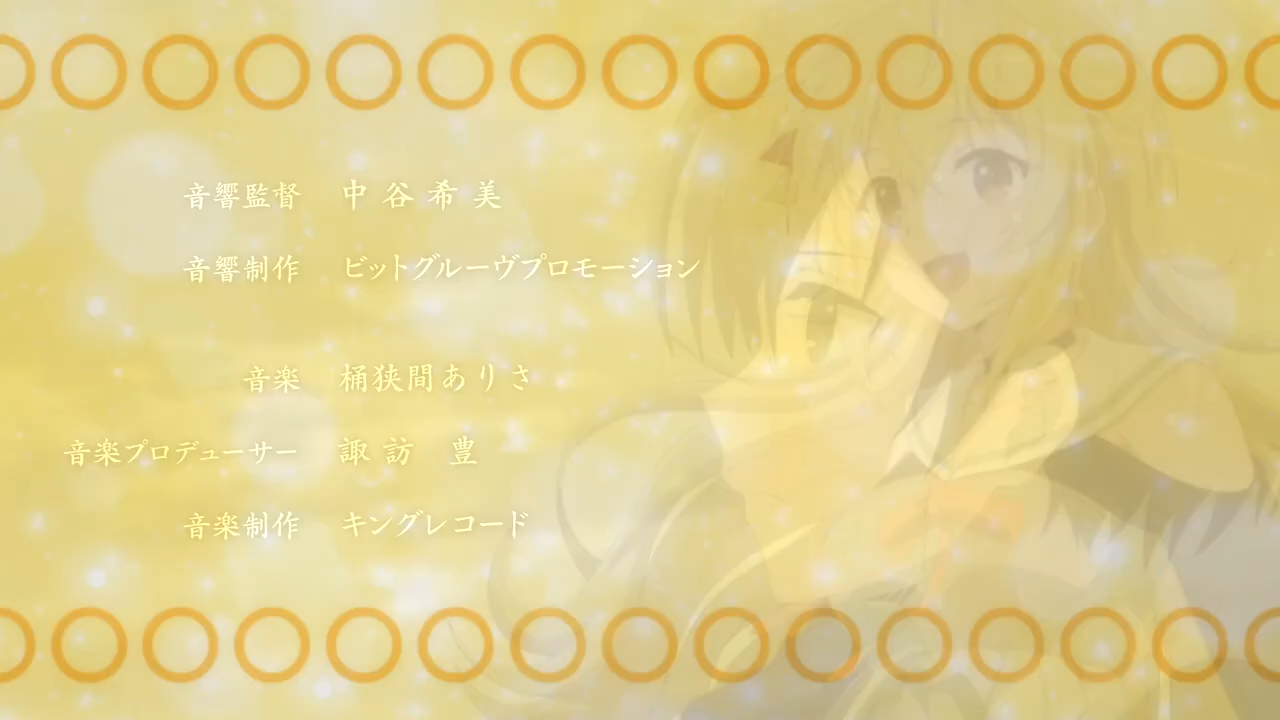 音響監督 中谷希美
音響制作 ビットグルーヴプロモーション
音楽 桶狭間ありさ
音楽プロデューサー 諏訪 豊
音楽制作 キングレコード